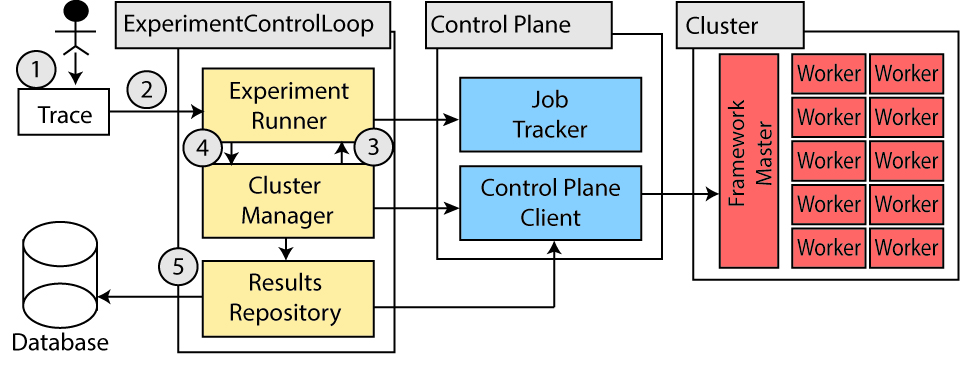 ExperimentControlLoop
Control Plane
Cluster
1
Trace
2
Experiment
Runner
4
3
Cluster
Manager
5
Results
Repository
Database
Job
Tracker
Control Plane
Client
Framework
Master
Worker Worker
Worker Worker
Worker Worker
Worker Worker
Worker Worker